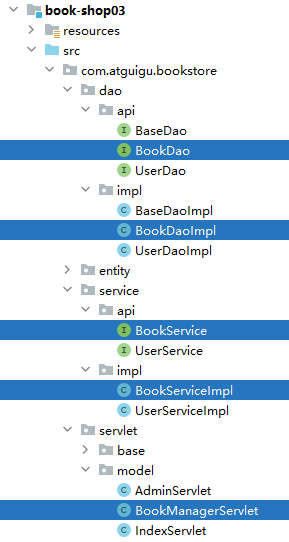 book-shop03
resources
src
com.atguigu.bookstore
dao
api
I BaseDao
I BookDao
I UserDao
impl
C BaseDaoImpl
C BookDaoImpl
C UserDaoImpl
entity
service
api
I BookService
I UserService
impl
C BookServiceImpl
C UserServiceImpl
servlet
base
model
C AdminServlet
C BookManagerServlet
C IndexServlet